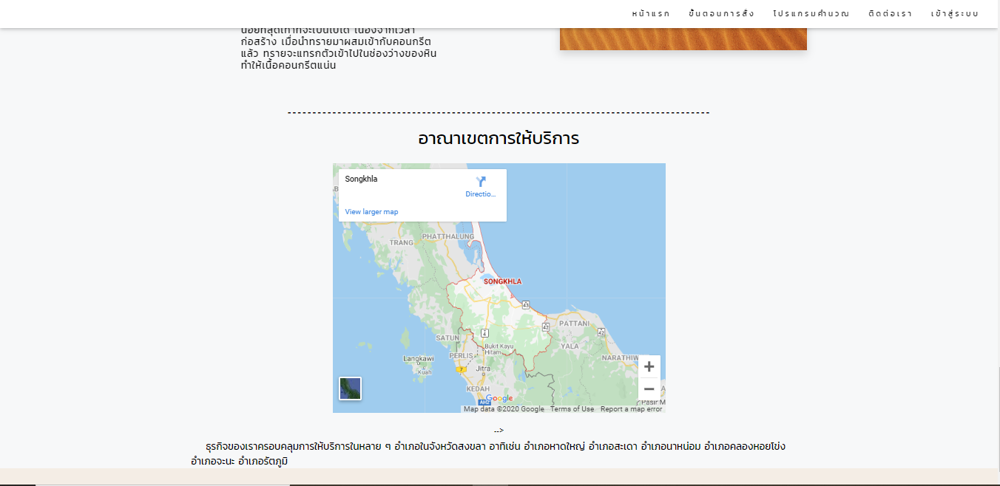 หน้าแรก ขั้นตอนการสั่ง โปรแกรมคำนวณ ติดต่อเรา เข้าสู่ระบบ
น้อยที่สุดเท่าที่จะเป็นไปได้ เนื่องจากเวลา
ก่อสร้าง เมื่อนำทรายมาผสมเข้ากับคอนกรีต
แล้ว ทรายจะแทรกตัวเข้าไปในช่องว่างของหิน
ทำให้เนื้อคอนกรีตแน่น
อาณาเขตการให้บริการ
Songkhla
Directio...
View larger map
PHATTHALUNG
TRANG
SONGKHLA
43
42
PATTANI
42
4
SATUN
Bukit Kayu
Hitam
YALA
PERLIS
Langkawi
NARATHIW
Kuah
7
Jitra
KEDAH
Google
AH2
Pasir M
Map data ©2020 Google Terms of Use Report a map error
-->
ธุรกิจของเราครอบคลุมการให้บริการในหลาย ๆ อำเภอในจังหวัดสงขลา อาทิเช่น อำเภอหาดใหญ่ อำเภอสะเดา อำเภอนาหน่อม อำเภอคลองหอยโข่ง
อำเภอจะนะ อำเภอรัตภูมิ